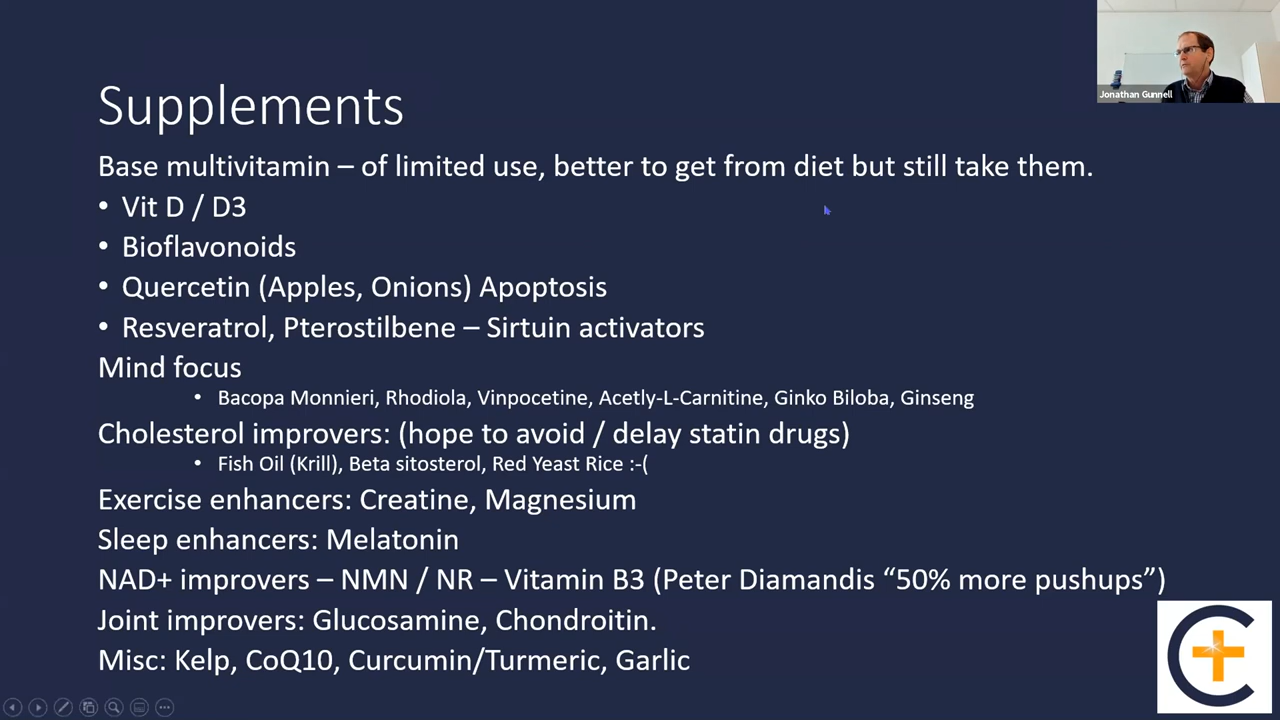 Jonathan Gunnell
Supplements
Base multivitamin – of limited use, better to get from diet but still take them.
• Vit D / D3
• Bioflavonoids
• Quercetin (Apples, Onions) Apoptosis
• Resveratrol, Pterostilbene – Sirtuin activators
Mind focus
• Bacopa Monnieri, Rhodiola, Vinpocetine, Acetly-L-Carnitine, Ginko Biloba, Ginseng
Cholesterol improvers: (hope to avoid / delay statin drugs)
• Fish Oil (Krill), Beta sitosterol, Red Yeast Rice :-(
Exercise enhancers: Creatine, Magnesium
Sleep enhancers: Melatonin
NAD+ improvers – NMN / NR – Vitamin B3 (Peter Diamandis “50% more pushups”)
Joint improvers: Glucosamine, Chondroitin.
Misc: Kelp, CoQ10, Curcumin/Turmeric, Garlic